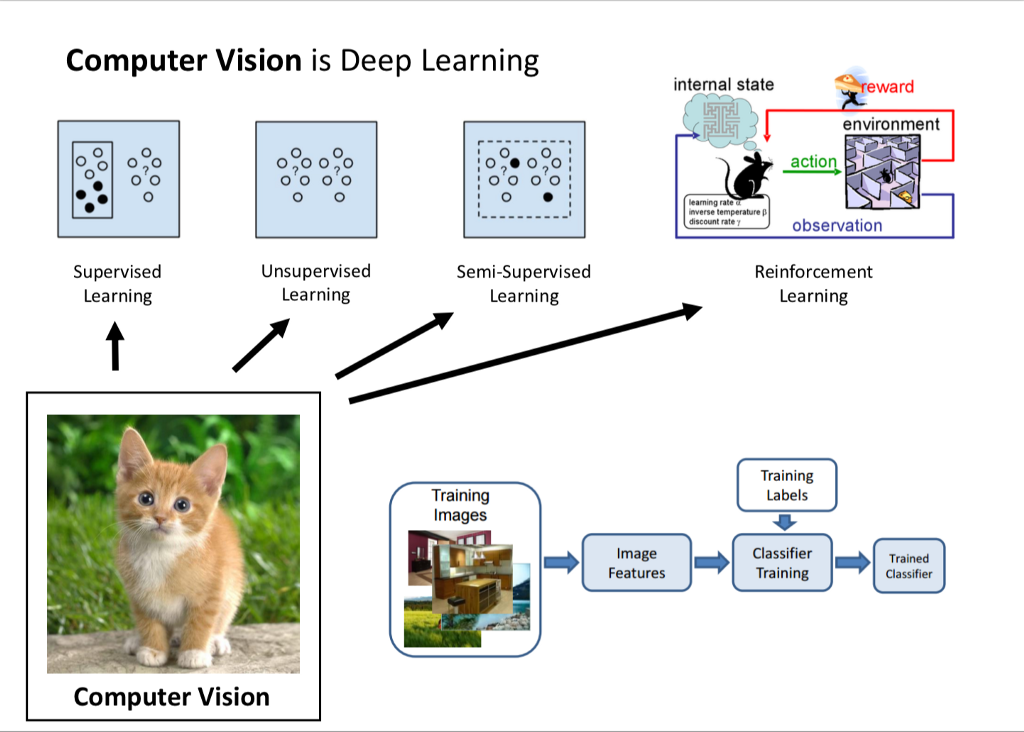 Computer Vision is Deep Learning
?
?
?
?
?
Supervised
Learning
Unsupervised
Learning
Semi-Supervised
Learning
internal state
reward
environment
action
learning rate α
inverse temperature β
discount rate γ
observation
Reinforcement
Learning
Computer Vision
Training
Images
Image
Features
Training
Labels
Classifier
Training
Trained
Classifier